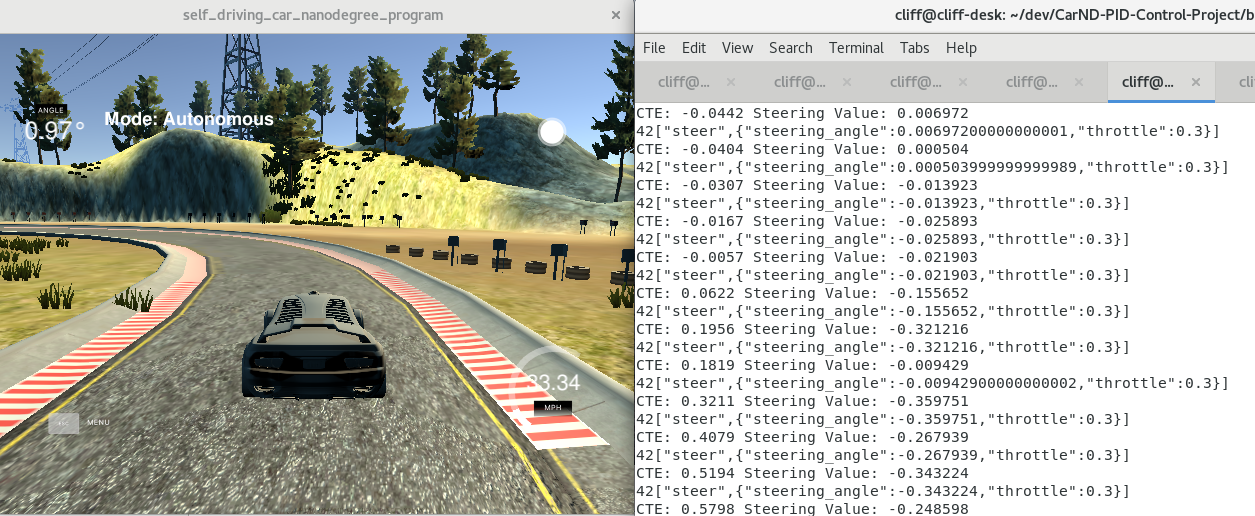 self_driving_car_nanodegree_program
ANGLE
0.97°
Mode: Autonomous
33.34
MPH
ESC
MENU
cliff@cliff-desk: ~/dev/CarND-PID-Control-Project/b
File Edit View Search Terminal Tabs Help
cliff@... cliff@... cliff@... cliff@... cliff@... cli
CTE: -0.0442 Steering Value: 0.006972
42["steer",{"steering_angle":0.00697200000000001,"throttle":0.3}]
CTE: -0.0404 Steering Value: 0.000504
42["steer",{"steering_angle":0.000503999999999989,"throttle":0.3}]
CTE: -0.0307 Steering Value: -0.013923
42["steer",{"steering_angle":-0.013923,"throttle":0.3}]
CTE: -0.0167 Steering Value: -0.025893
42["steer",{"steering_angle":-0.025893,"throttle":0.3}]
CTE: -0.0057 Steering Value: -0.021903
42["steer",{"steering_angle":-0.021903,"throttle":0.3}]
CTE: 0.0622 Steering Value: -0.155652
42["steer",{"steering_angle":-0.155652,"throttle":0.3}]
CTE: 0.1956 Steering Value: -0.321216
42["steer",{"steering_angle":-0.321216,"throttle":0.3}]
CTE: 0.1819 Steering Value: -0.009429
42["steer",{"steering_angle":-0.00942900000000002,"throttle":0.3}]
CTE: 0.3211 Steering Value: -0.359751
42["steer",{"steering_angle":-0.359751,"throttle":0.3}]
CTE: 0.4079 Steering Value: -0.267939
42["steer",{"steering_angle":-0.267939,"throttle":0.3}]
CTE: 0.5194 Steering Value: -0.343224
42["steer",{"steering_angle":-0.343224,"throttle":0.3}]
CTE: 0.5798 Steering Value: -0.248598